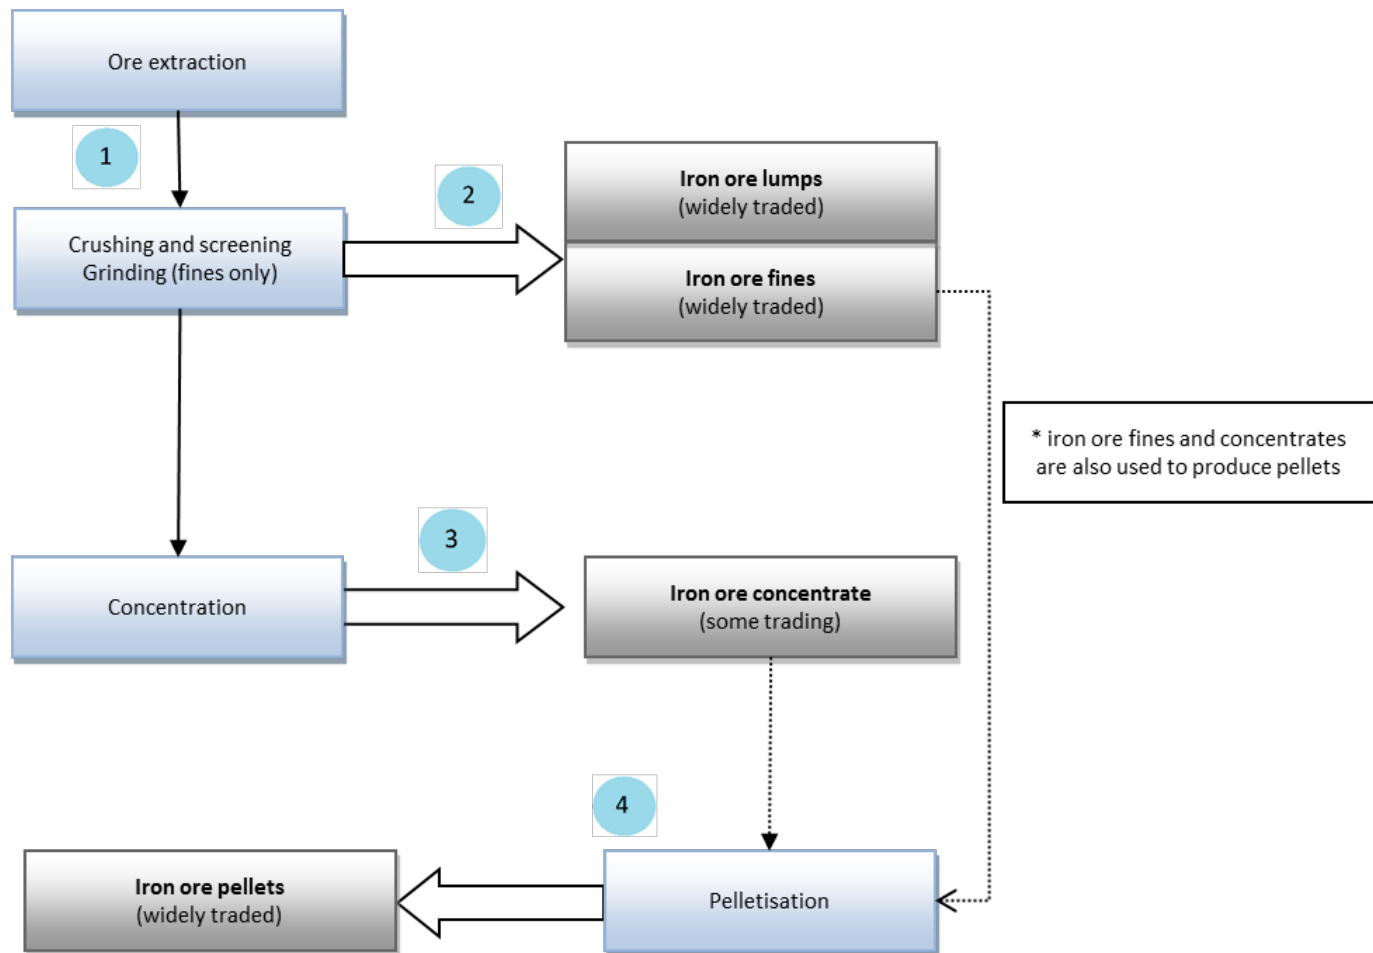 Ore extraction
1
2
Iron ore lumps
(widely traded)
Crushing and screening
Grinding (fines only)
Iron ore fines
(widely traded)
* iron ore fines and concentrates
are also used to produce pellets
3
Concentration
Iron ore concentrate
(some trading)
4
Iron ore pellets
(widely traded)
Pelletisation